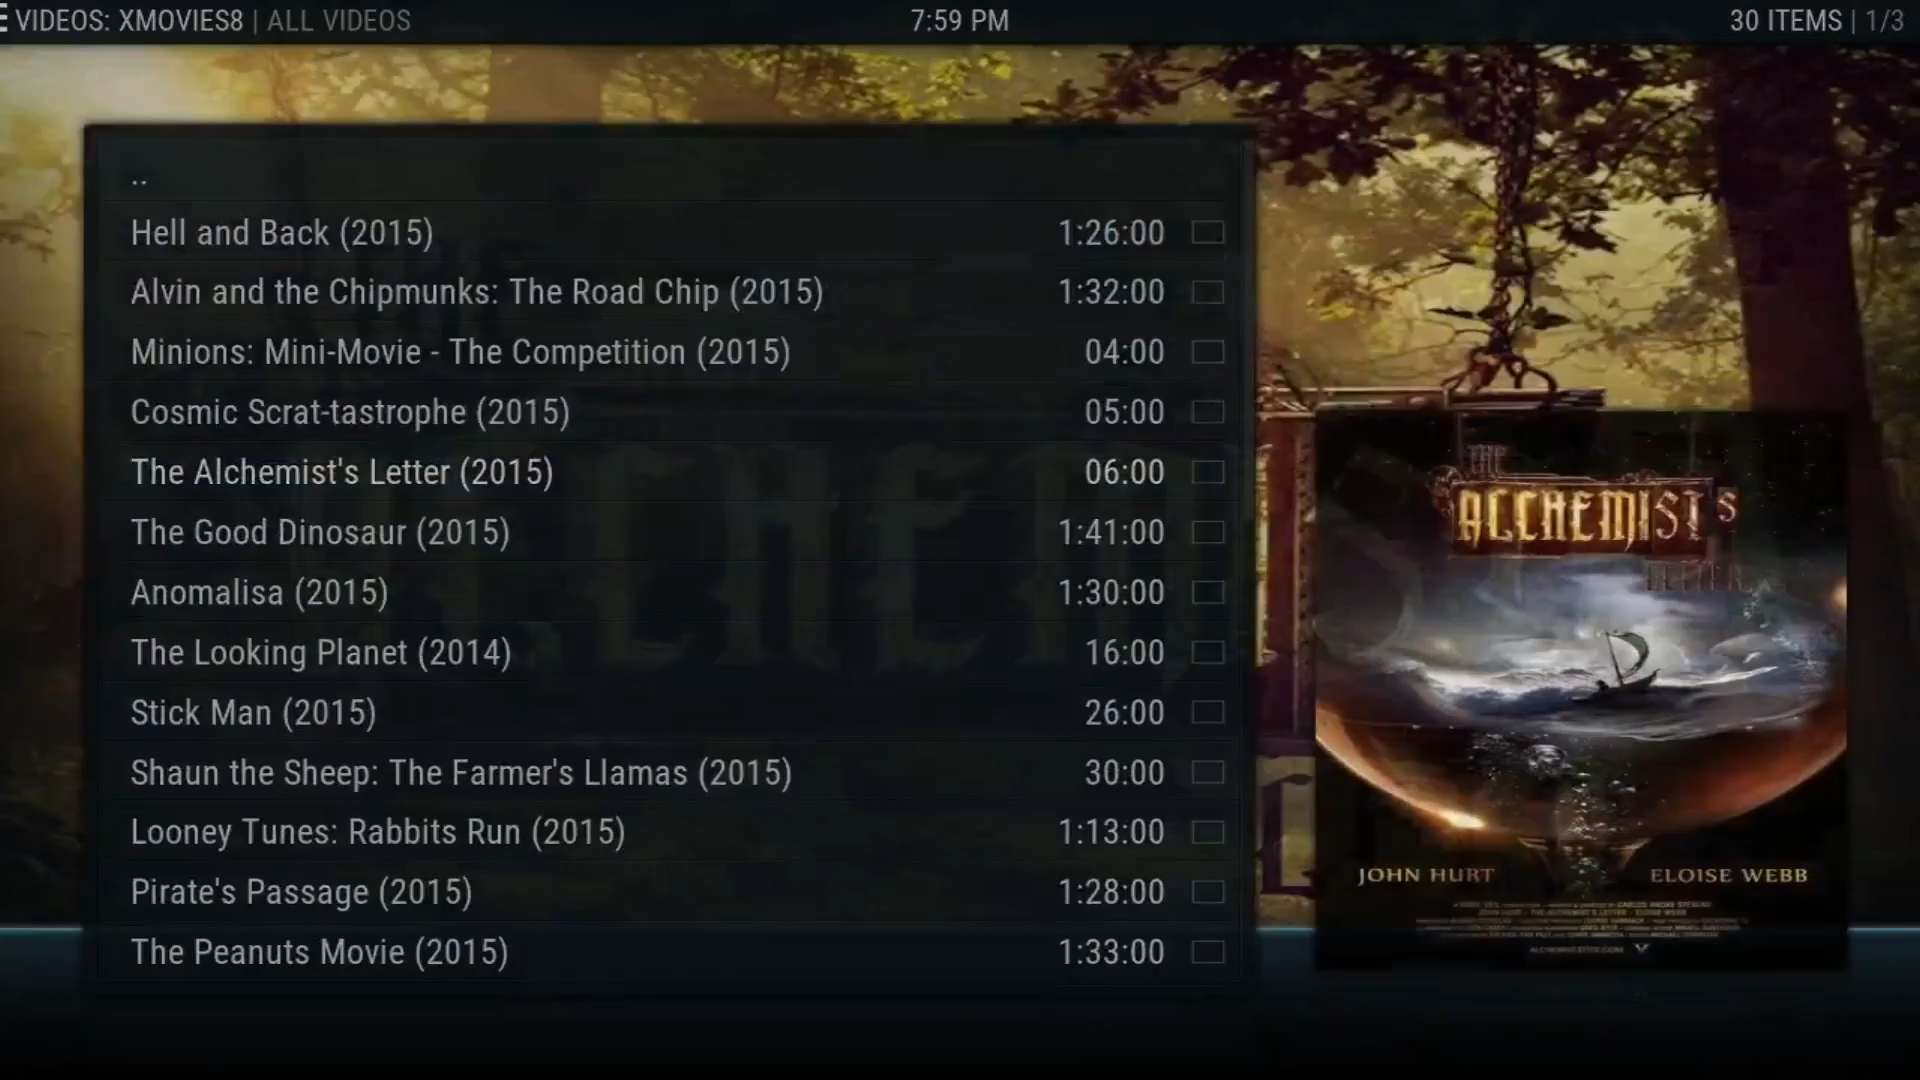 VIDEOS: XMOVIES8 | ALL VIDEOS
7:59 PM
30 ITEMS | 1/3
..
Hell and Back (2015) 1:26:00
Alvin and the Chipmunks: The Road Chip (2015) 1:32:00
Minions: Mini-Movie - The Competition (2015) 04:00
Cosmic Scrat-tastrophe (2015) 05:00
The Alchemist's Letter (2015) 06:00
The Good Dinosaur (2015) 1:41:00
Anomalisa (2015) 1:30:00
The Looking Planet (2014) 16:00
Stick Man (2015) 26:00
Shaun the Sheep: The Farmer's Llamas (2015) 30:00
Looney Tunes: Rabbits Run (2015) 1:13:00
Pirate's Passage (2015) 1:28:00
The Peanuts Movie (2015) 1:33:00
THE
ALCHEMIST'S
LETTER
JOHN HURT ELOISE WEBB